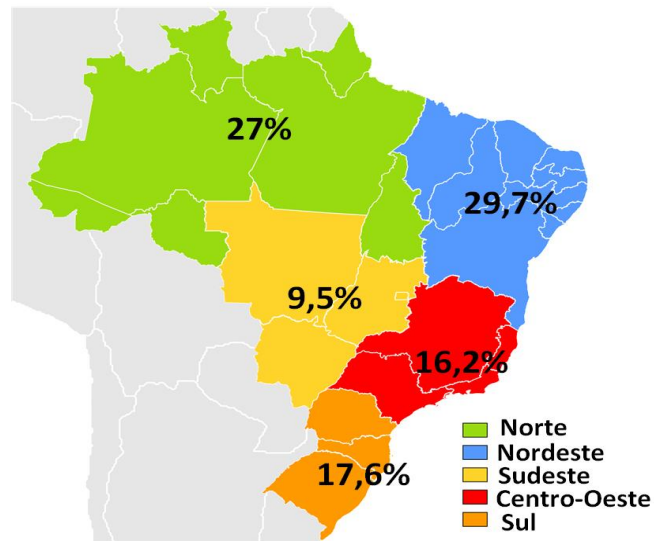 27%
29,7%
9,5%
16,2%
17,6%
Norte
Nordeste
Sudeste
Centro-Oeste
Sul